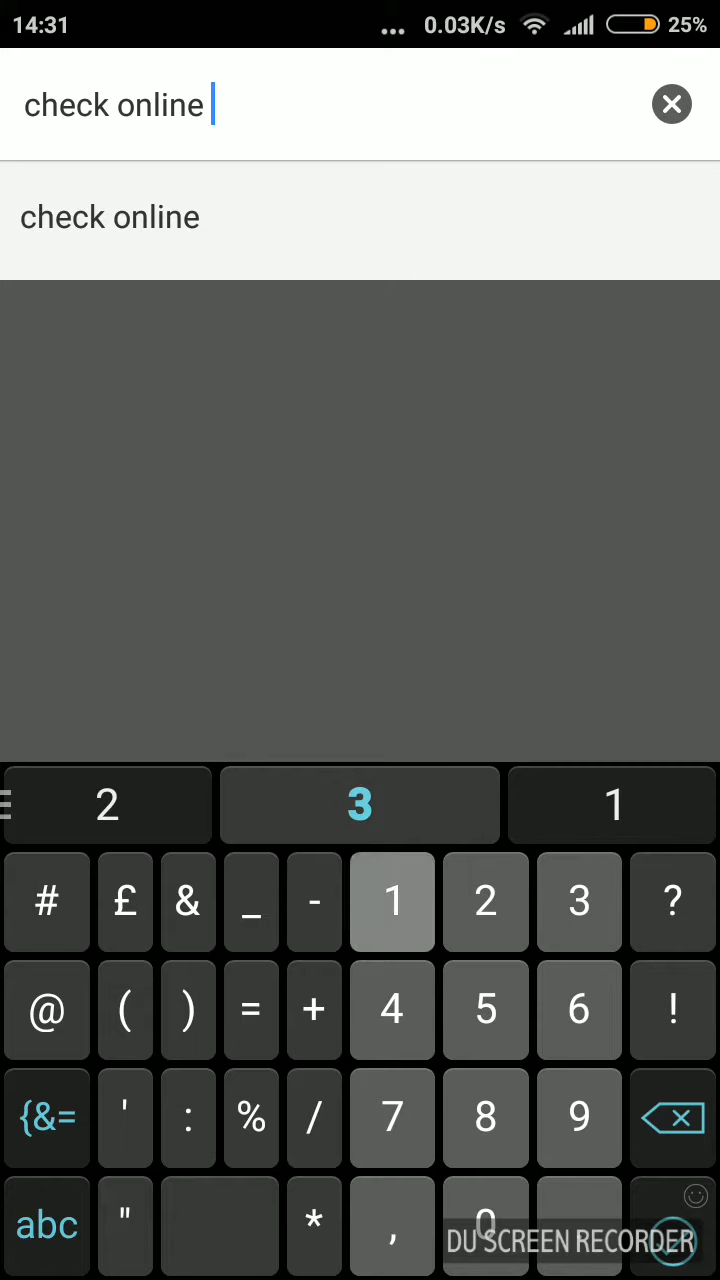 14:31 ... 0.03K/s 25%
check online
check online
2 3 1
# £ & _ - 1 2 3 ?
@ ( ) = + 4 5 6 !
{&= ' : % / 7 8 9
abc " * , 0 .
DU SCREEN RECORDER